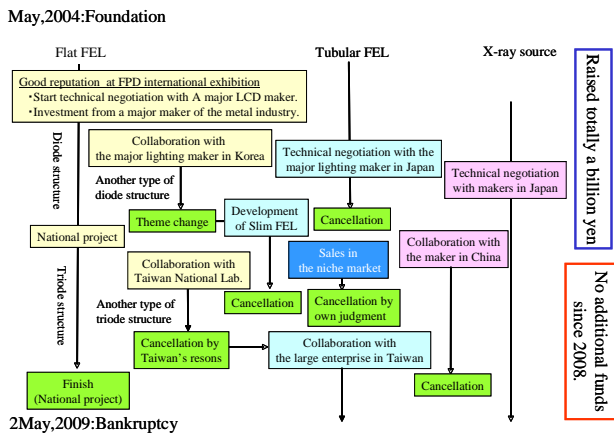 May,2004:Foundation
Flat FEL
Tubular FEL
X-ray source
Good reputation at FPD international exhibition
・Start technical negotiation with A major LCD maker.
・Investment from a major maker of the metal industry.
Raised totally a billion yen
Diode structure
Collaboration with
the major lighting maker in Korea
Technical negotiation with the
major lighting maker in Japan
Technical negotiation
with makers in Japan
Another type of
diode structure
Theme change
Development
of Slim FEL
Cancellation
National project
Sales in
the niche market
Collaboration with
the maker in China
Collaboration with
Taiwan National Lab.
Triode structure
Another type of
triode structure
Cancellation
Cancellation by
own judgment
No additional funds
since 2008.
Cancellation by
Taiwan's resons
Collaboration with
the large enterprise in Taiwan
Finish
(National project)
Cancellation
2May,2009:Bankruptcy